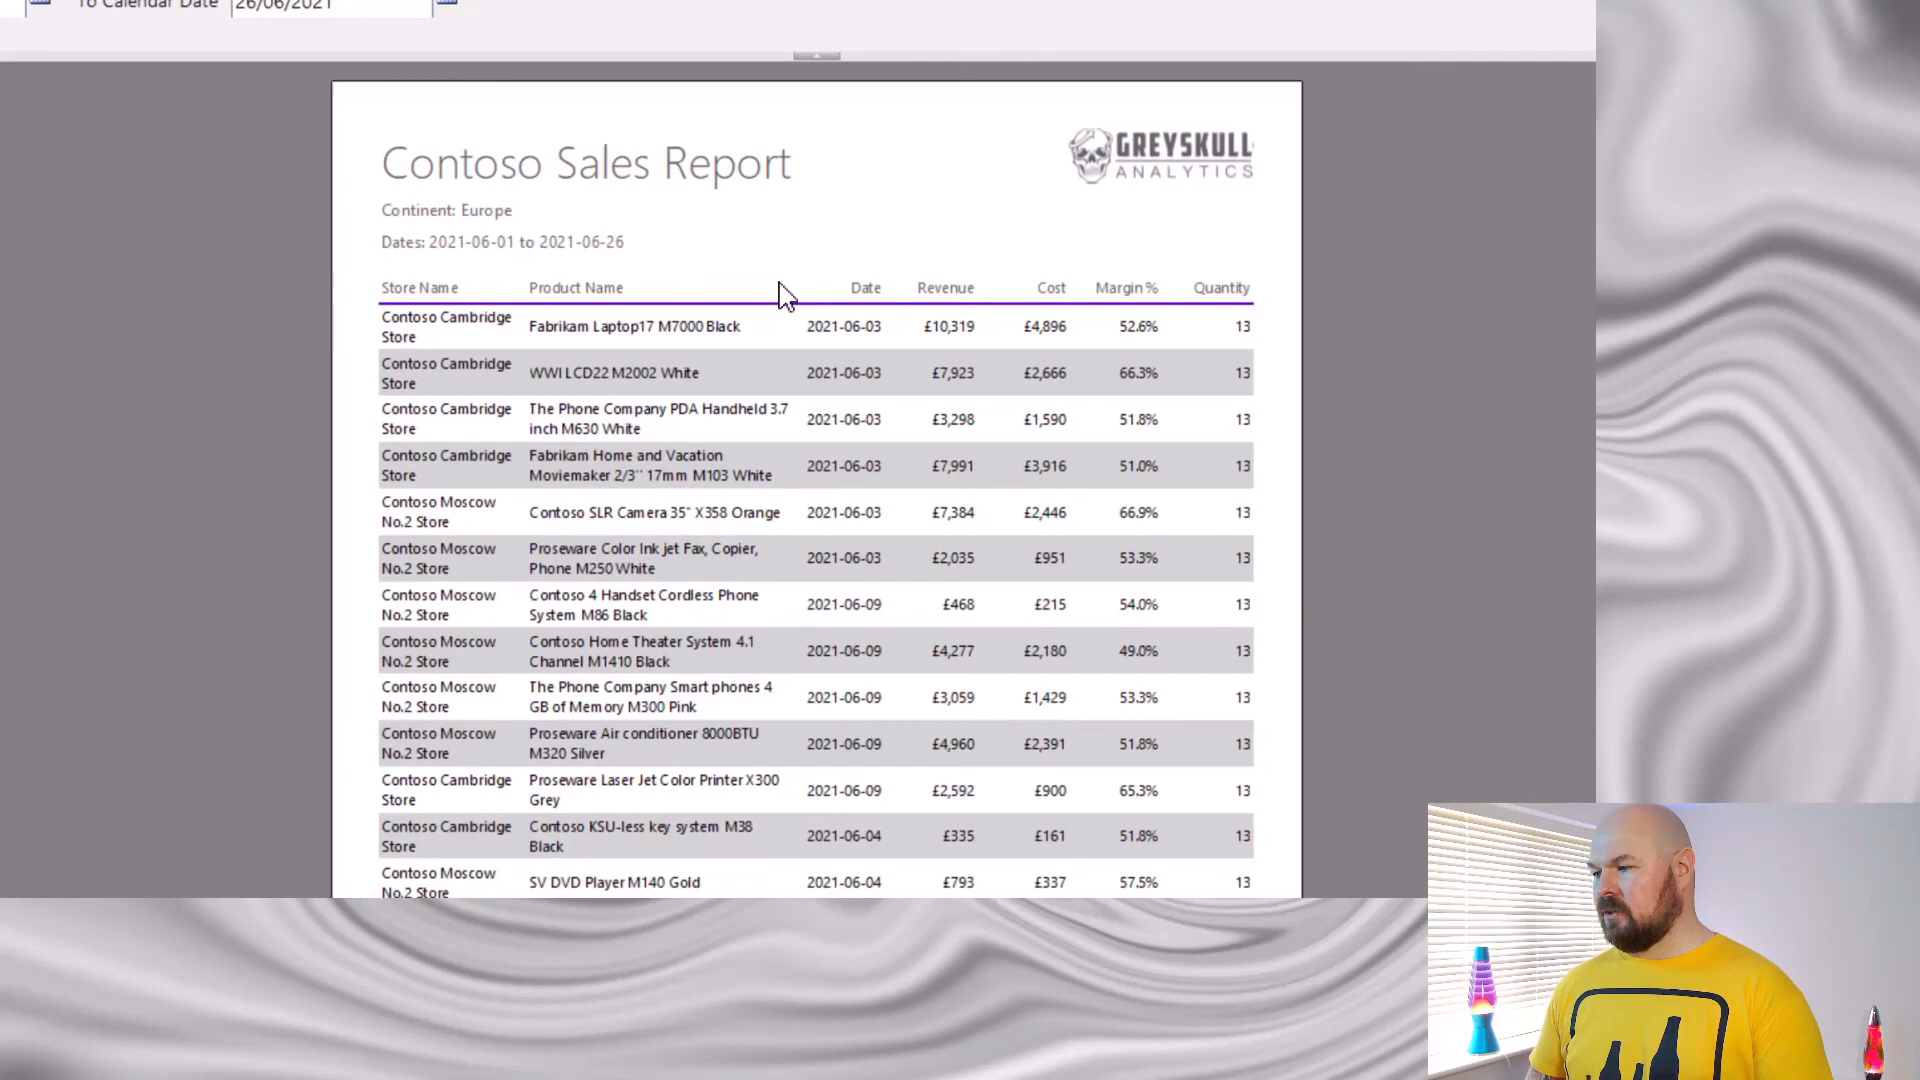 To Calendar Date 26/06/2021
Contoso Sales Report
GREYSKULL
ANALYTICS
Continent: Europe
Dates: 2021-06-01 to 2021-06-26
Store Name Product Name Date Revenue Cost Margin % Quantity
Contoso Cambridge
Store Fabrikam Laptop17 M7000 Black 2021-06-03 £10,319 £4,896 52.6% 13
Contoso Cambridge
Store WWI LCD22 M2002 White 2021-06-03 £7,923 £2,666 66.3% 13
Contoso Cambridge The Phone Company PDA Handheld 3.7
Store inch M630 White 2021-06-03 £3,298 £1,590 51.8% 13
Contoso Cambridge Fabrikam Home and Vacation
Store Moviemaker 2/3'' 17mm M103 White 2021-06-03 £7,991 £3,916 51.0% 13
Contoso Moscow
No.2 Store Contoso SLR Camera 35" X358 Orange 2021-06-03 £7,384 £2,446 66.9% 13
Contoso Moscow Proseware Color Ink jet Fax, Copier,
No.2 Store Phone M250 White 2021-06-03 £2,035 £951 53.3% 13
Contoso Moscow Contoso 4 Handset Cordless Phone
No.2 Store System M86 Black 2021-06-09 £468 £215 54.0% 13
Contoso Moscow Contoso Home Theater System 4.1
No.2 Store Channel M1410 Black 2021-06-09 £4,277 £2,180 49.0% 13
Contoso Moscow The Phone Company Smart phones 4
No.2 Store GB of Memory M300 Pink 2021-06-09 £3,059 £1,429 53.3% 13
Contoso Moscow Proseware Air conditioner 8000BTU
No.2 Store M320 Silver 2021-06-09 £4,960 £2,391 51.8% 13
Contoso Cambridge Proseware Laser Jet Color Printer X300
Store Grey 2021-06-09 £2,592 £900 65.3% 13
Contoso Cambridge Contoso KSU-less key system M38
Store Black 2021-06-04 £335 £161 51.8% 13
Contoso Moscow
No.2 Store SV DVD Player M140 Gold 2021-06-04 £793 £337 57.5% 13